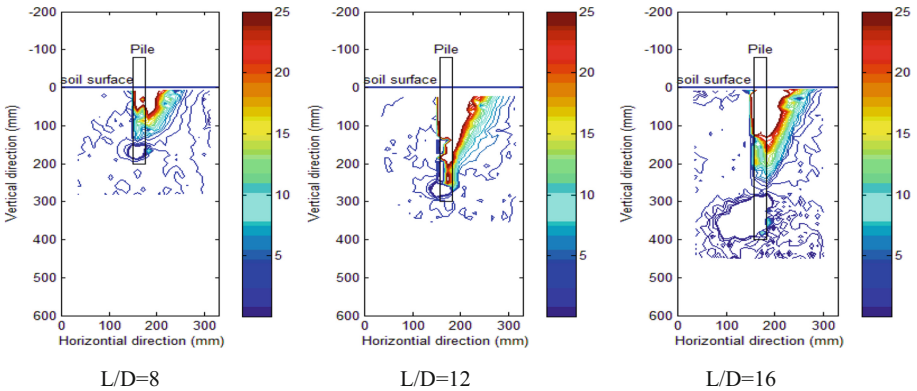 -200
-100
0
100
200
300
400
500
600
Vertical direction (mm)
0 100 200 300
Horizontial direction (mm)
soil surface
Pile
25
20
15
10
5
L/D=8
-200
-100
0
100
200
300
400
500
600
Vertical direction (mm)
0 100 200 300
Horizontial direction (mm)
soil surface
Pile
25
20
15
10
5
L/D=12
-200
-100
0
100
200
300
400
500
600
Vertical direction (mm)
0 100 200 300
Horizontial direction (mm)
soil surface
Pile
25
20
15
10
5
L/D=16